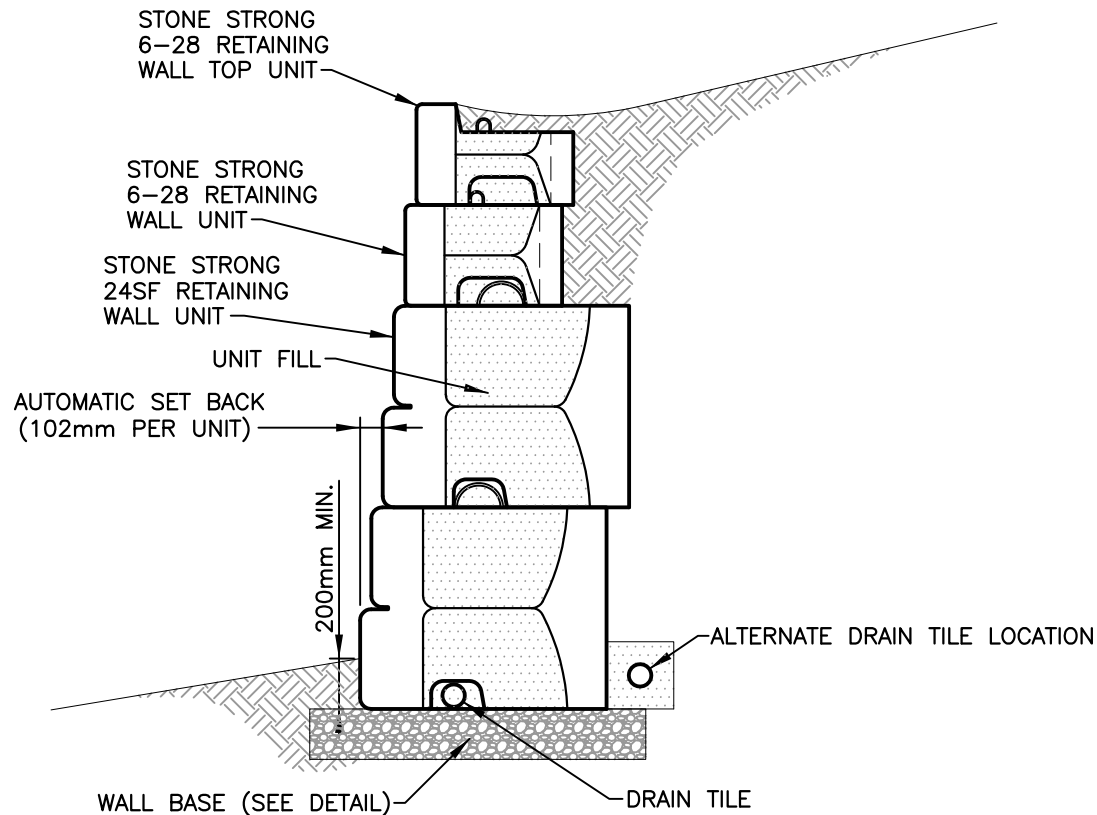 STONE STRONG
6-28 RETAINING
WALL TOP UNIT
STONE STRONG
6-28 RETAINING
WALL UNIT
STONE STRONG
24SF RETAINING
WALL UNIT
UNIT FILL
AUTOMATIC SET BACK
(102mm PER UNIT)
200mm MIN.
ALTERNATE DRAIN TILE LOCATION
WALL BASE (SEE DETAIL)
DRAIN TILE